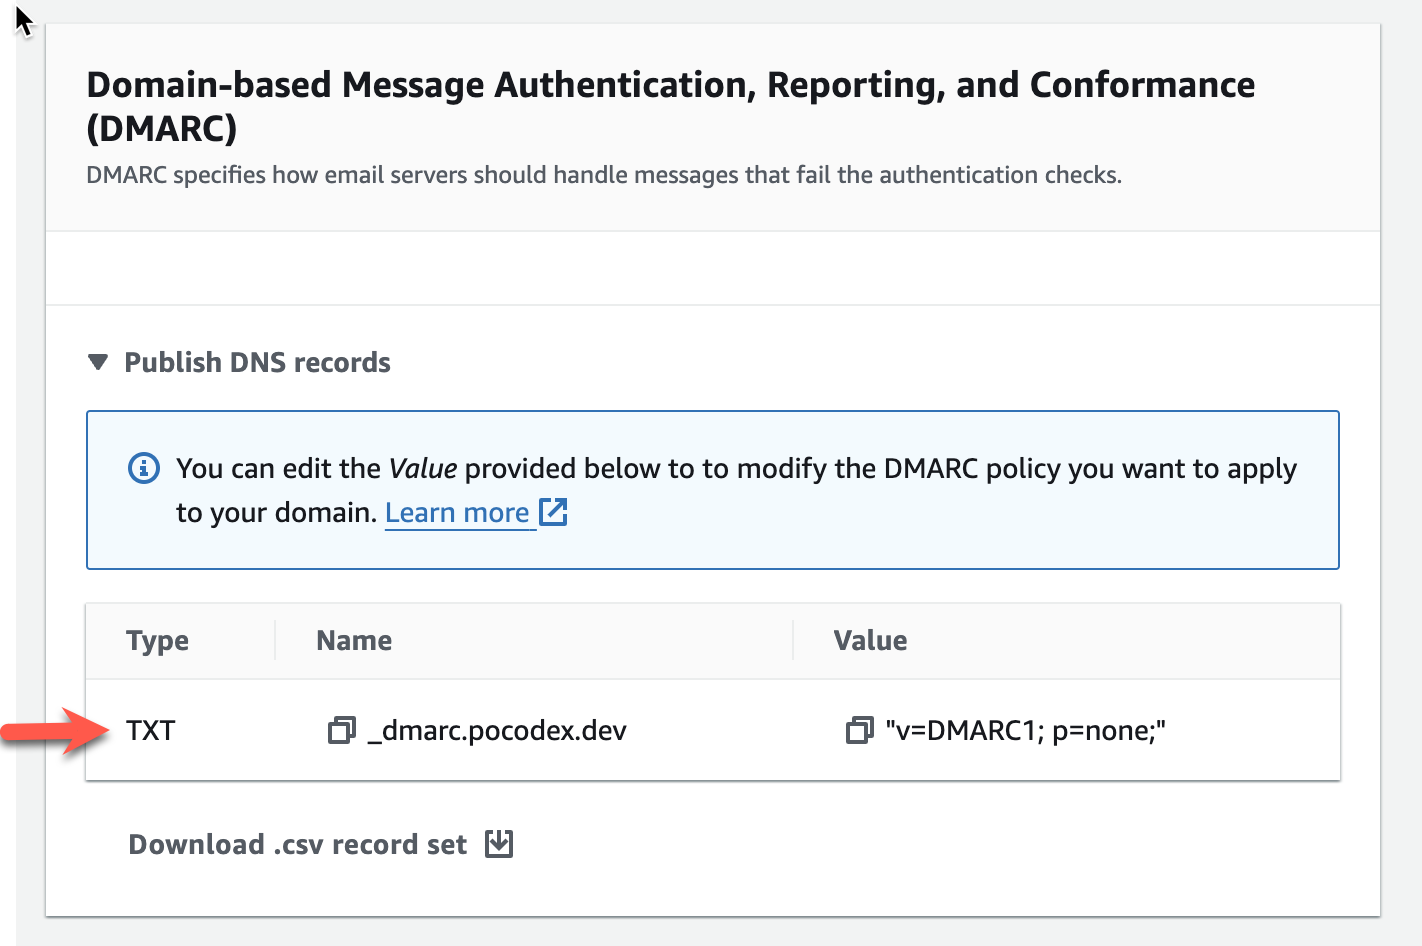 Domain-based Message Authentication, Reporting, and Conformance
(DMARC)
DMARC specifies how email servers should handle messages that fail the authentication checks.
Publish DNS records
You can edit the Value provided below to to modify the DMARC policy you want to apply
to your domain. Learn more
Type Name Value
TXT _dmarc.pocodex.dev "v=DMARC1; p=none;"
Download .csv record set